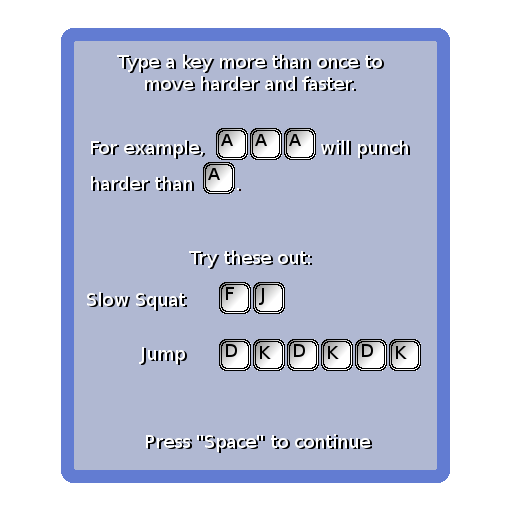 Type a key more than once to
move harder and faster.
For example, A A A will punch
harder than A .
Try these out:
Slow Squat F J
Jump D K D K D K
Press "Space" to continue